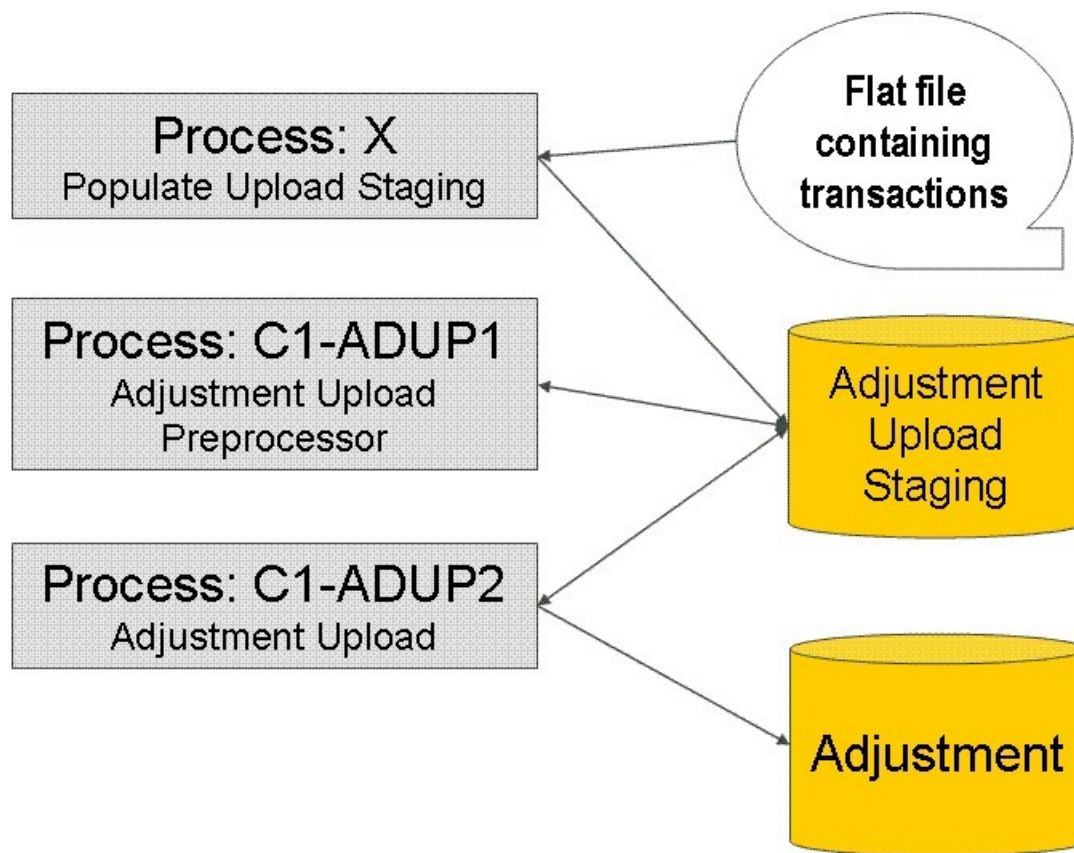 Process: X
Populate Upload Staging
Flat file
containing
transactions
Process: C1-ADUP1
Adjustment Upload
Preprocessor
Adjustment
Upload
Staging
Process: C1-ADUP2
Adjustment Upload
Adjustment